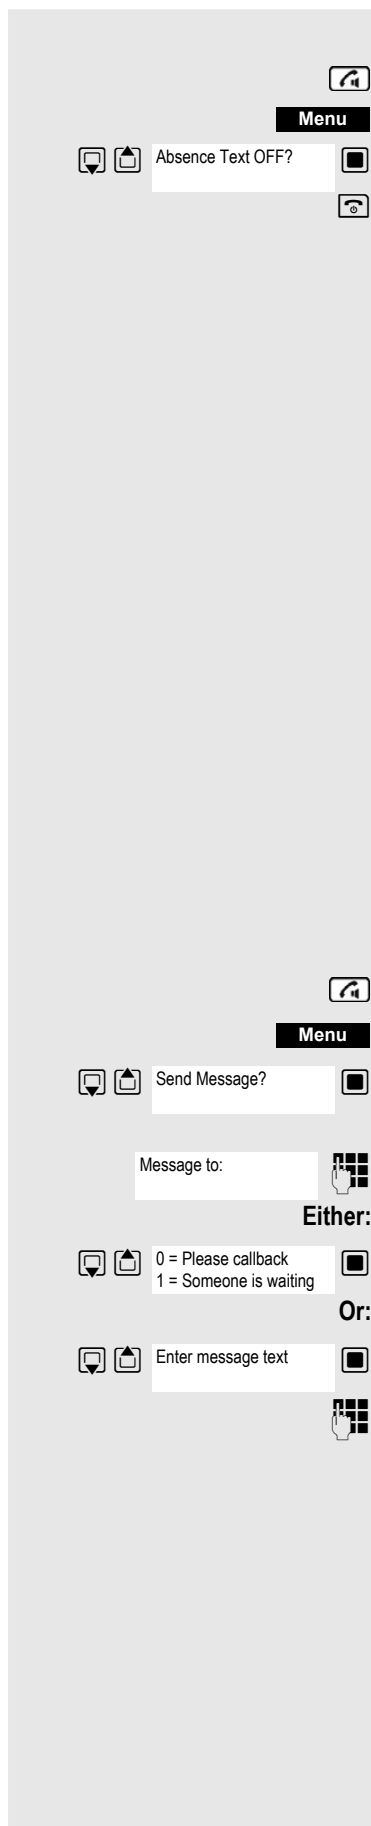 Menu
Absence Text OFF?
Menu
Send Message?
Message to:
Either:
0 = Please callback
1 = Someone is waiting
Or:
Enter message text